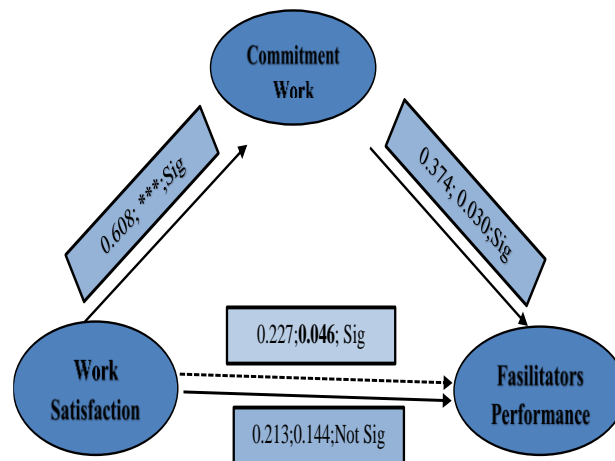 Commitment
Work
0.608; ***;Sig
0.374; 0.030;Sig
0.227;0.046; Sig
Work
Satisfaction
Fasilitators
Performance
0.213;0.144;Not Sig